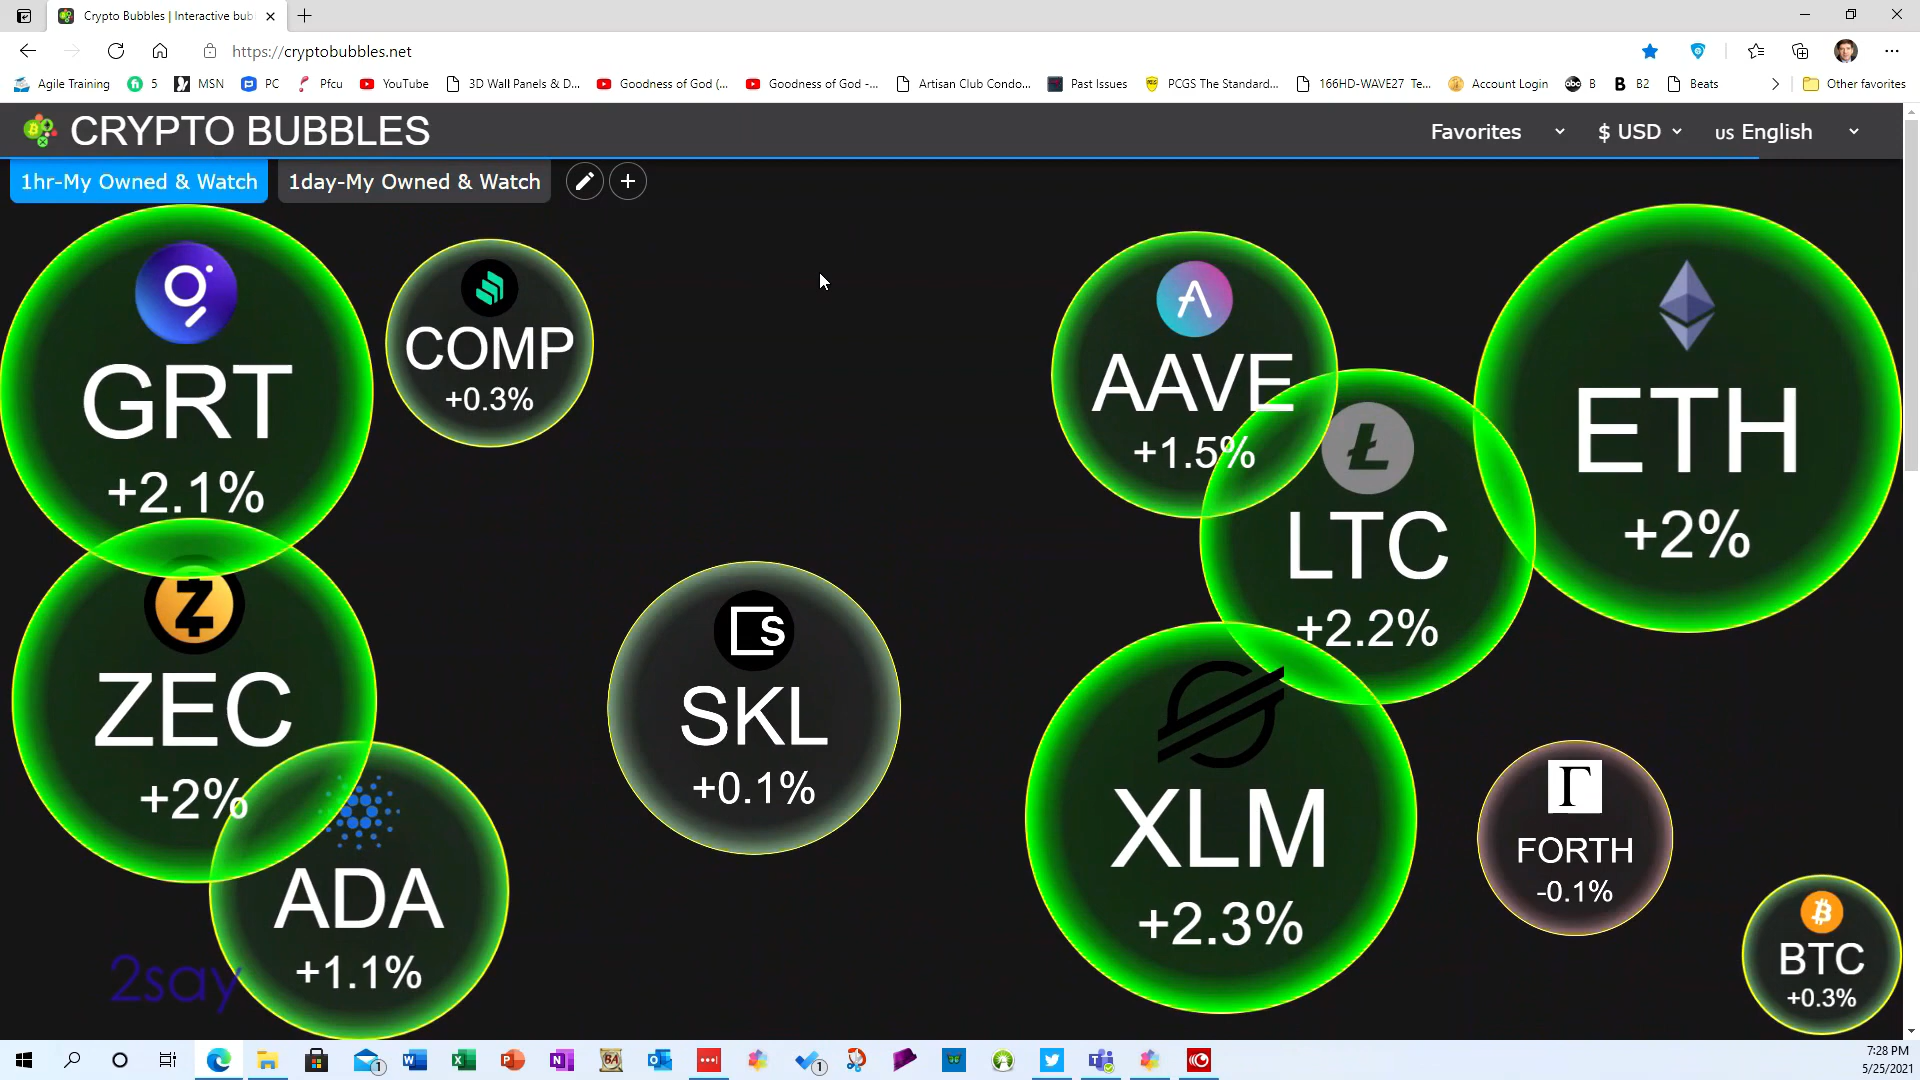 Crypto Bubbles | Interactive bub
https://cryptobubbles.net
Agile Training 5 MSN PC Pfcu YouTube 3D Wall Panels & D... Goodness of God (... Goodness of God -... Artisan Club Condo... Past Issues PCGS The Standard... 166HD-WAVE27 Te... Account Login abc B B B2 Beats Other favorites
CRYPTO BUBBLES Favorites $ USD US English
1hr-My Owned & Watch 1day-My Owned & Watch
GRT
+2.1%
COMP
+0.3%
AAVE
+1.5%
ETH
+2%
LTC
+2.2%
ZEC
+2%
S
SKL
+0.1%
XLM
+2.3%
Γ
FORTH
-0.1%
ADA
+1.1%
BTC
+0.3%
2say
7:28 PM
5/25/2021